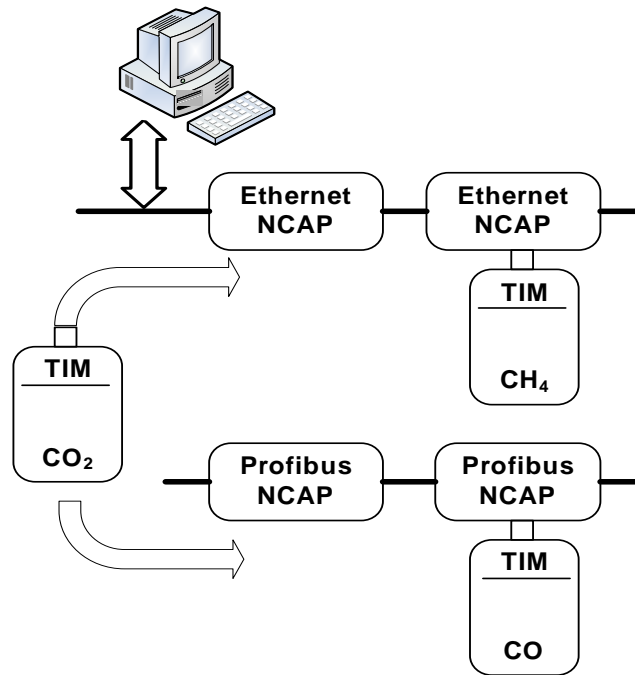 Ethernet
NCAP
Ethernet
NCAP
TIM
CH₄
TIM
CO₂
Profibus
NCAP
Profibus
NCAP
TIM
CO